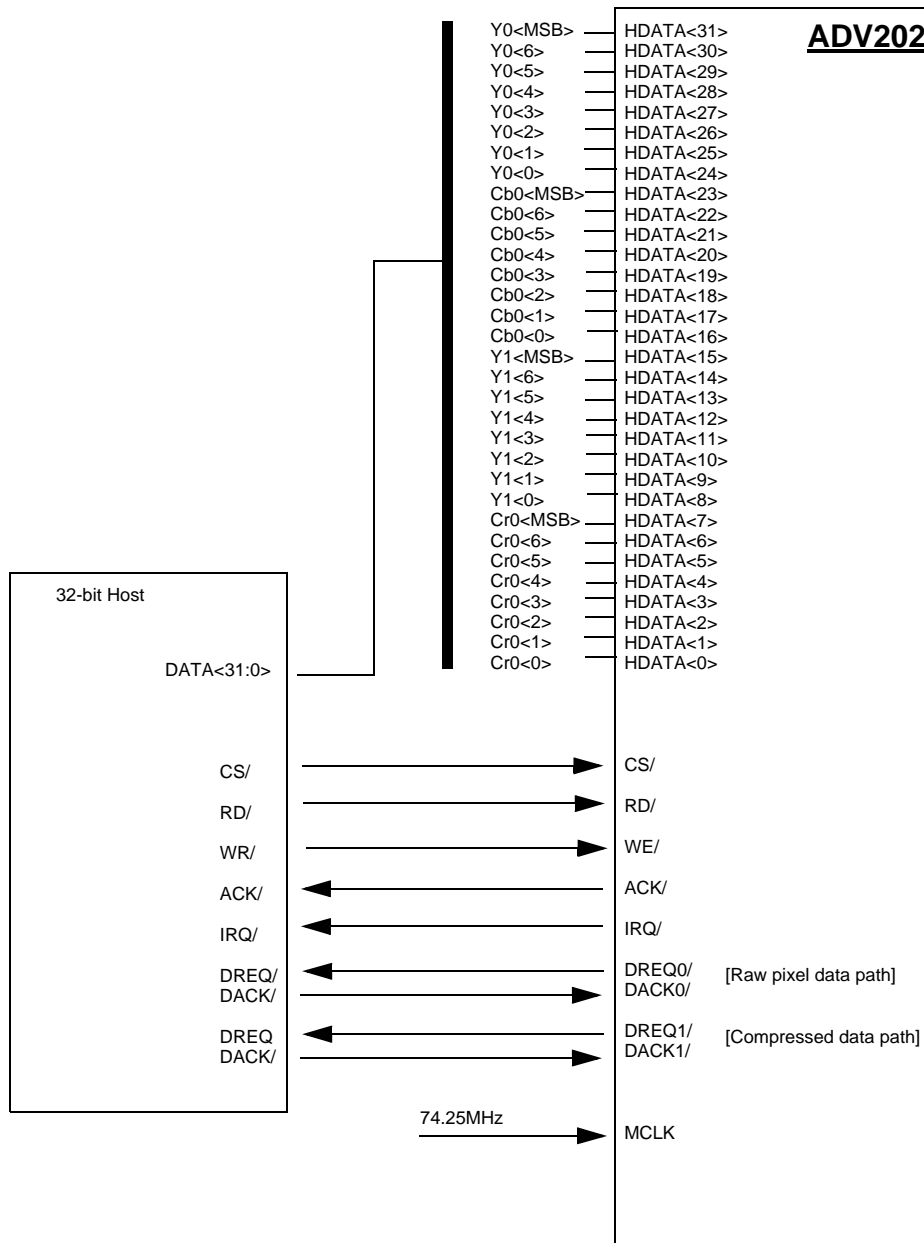 ADV202
Y0<MSB> HDATA<31>
Y0<6> HDATA<30>
Y0<5> HDATA<29>
Y0<4> HDATA<28>
Y0<3> HDATA<27>
Y0<2> HDATA<26>
Y0<1> HDATA<25>
Y0<0> HDATA<24>
Cb0<MSB> HDATA<23>
Cb0<6> HDATA<22>
Cb0<5> HDATA<21>
Cb0<4> HDATA<20>
Cb0<3> HDATA<19>
Cb0<2> HDATA<18>
Cb0<1> HDATA<17>
Cb0<0> HDATA<16>
Y1<MSB> HDATA<15>
Y1<6> HDATA<14>
Y1<5> HDATA<13>
Y1<4> HDATA<12>
Y1<3> HDATA<11>
Y1<2> HDATA<10>
Y1<1> HDATA<9>
Y1<0> HDATA<8>
Cr0<MSB> HDATA<7>
Cr0<6> HDATA<6>
Cr0<5> HDATA<5>
Cr0<4> HDATA<4>
Cr0<3> HDATA<3>
Cr0<2> HDATA<2>
Cr0<1> HDATA<1>
Cr0<0> HDATA<0>
32-bit Host
DATA<31:0>
CS/ CS/
RD/ RD/
WR/ WE/
ACK/ ACK/
IRQ/ IRQ/
DREQ/ DREQ0/ [Raw pixel data path]
DACK/ DACK0/
DREQ DREQ1/ [Compressed data path]
DACK/ DACK1/
74.25MHz MCLK